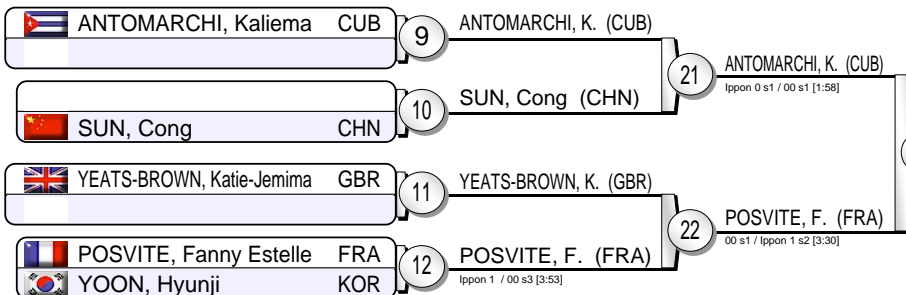 ANTOMARCHI, Kaliema CUB
9
ANTOMARCHI, K. (CUB)
SUN, Cong CHN
10
SUN, Cong (CHN)
21
ANTOMARCHI, K. (CUB)
Ippon 0 s1 / 00 s1 [1:58]
YEATS-BROWN, Katie-Jemima GBR
11
YEATS-BROWN, K. (GBR)
POSVITE, Fanny Estelle FRA
YOON, Hyunji KOR
12
POSVITE, F. (FRA)
Ippon 1 / 00 s3 [3:53]
22
POSVITE, F. (FRA)
00 s1 / Ippon 1 s2 [3:30]